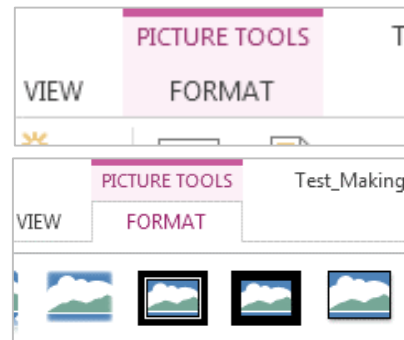 PICTURE TOOLS T
VIEW FORMAT
PICTURE TOOLS Test_Making
VIEW FORMAT